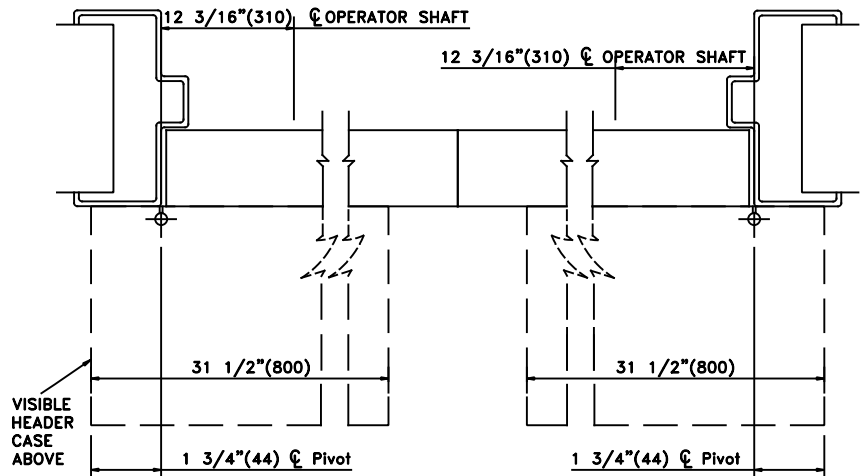 12 3/16"(310) ℄ OPERATOR SHAFT
12 3/16"(310) ℄ OPERATOR SHAFT
31 1/2"(800)
31 1/2"(800)
VISIBLE
HEADER
CASE
ABOVE
1 3/4"(44) ℄ Pivot
1 3/4"(44) ℄ Pivot